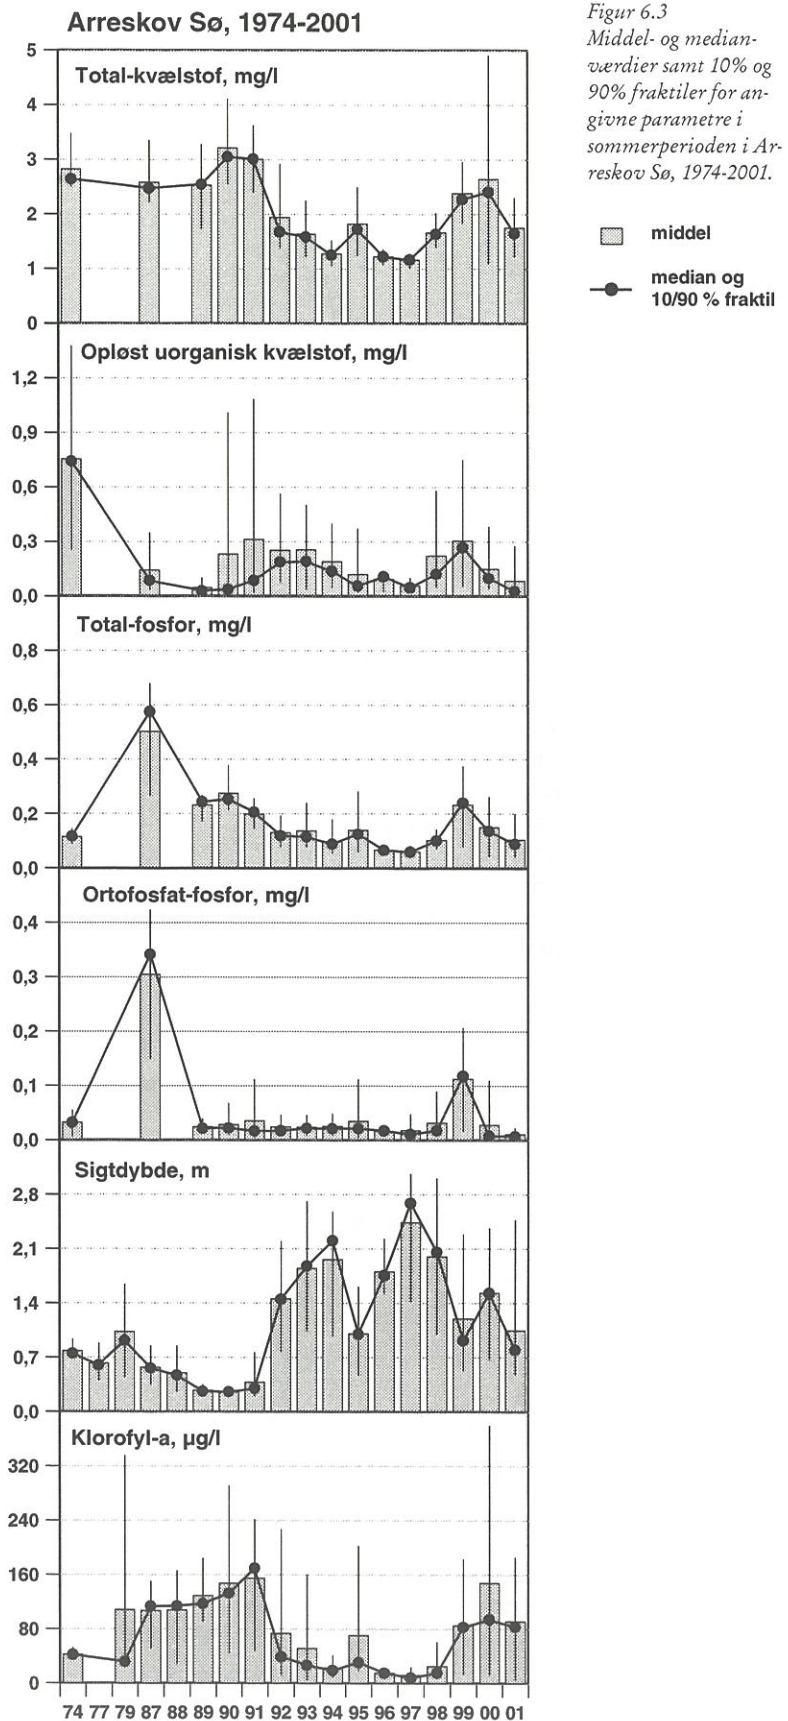 Arreskov Sø, 1974-2001
Total-kvælstof, mg/l
5
4
3
2
1
0
Opløst uorganisk kvælstof, mg/l
1,2
0,9
0,6
0,3
0,0
Total-fosfor, mg/l
0,8
0,6
0,4
0,2
0,0
Ortofosfat-fosfor, mg/l
0,4
0,3
0,2
0,1
0,0
Sigtdybde, m
2,8
2,1
1,4
0,7
0,0
Klorofyl-a, µg/l
320
240
160
80
0
74 77 79 87 88 89 90 91 92 93 94 95 96 97 98 99 00 01
Figur 6.3
Middel- og median-
værdier samt 10% og
90% fraktiler for an-
givne parametre i
sommerperioden i Ar-
reskov Sø, 1974-2001.
middel
median og
10/90 % fraktil